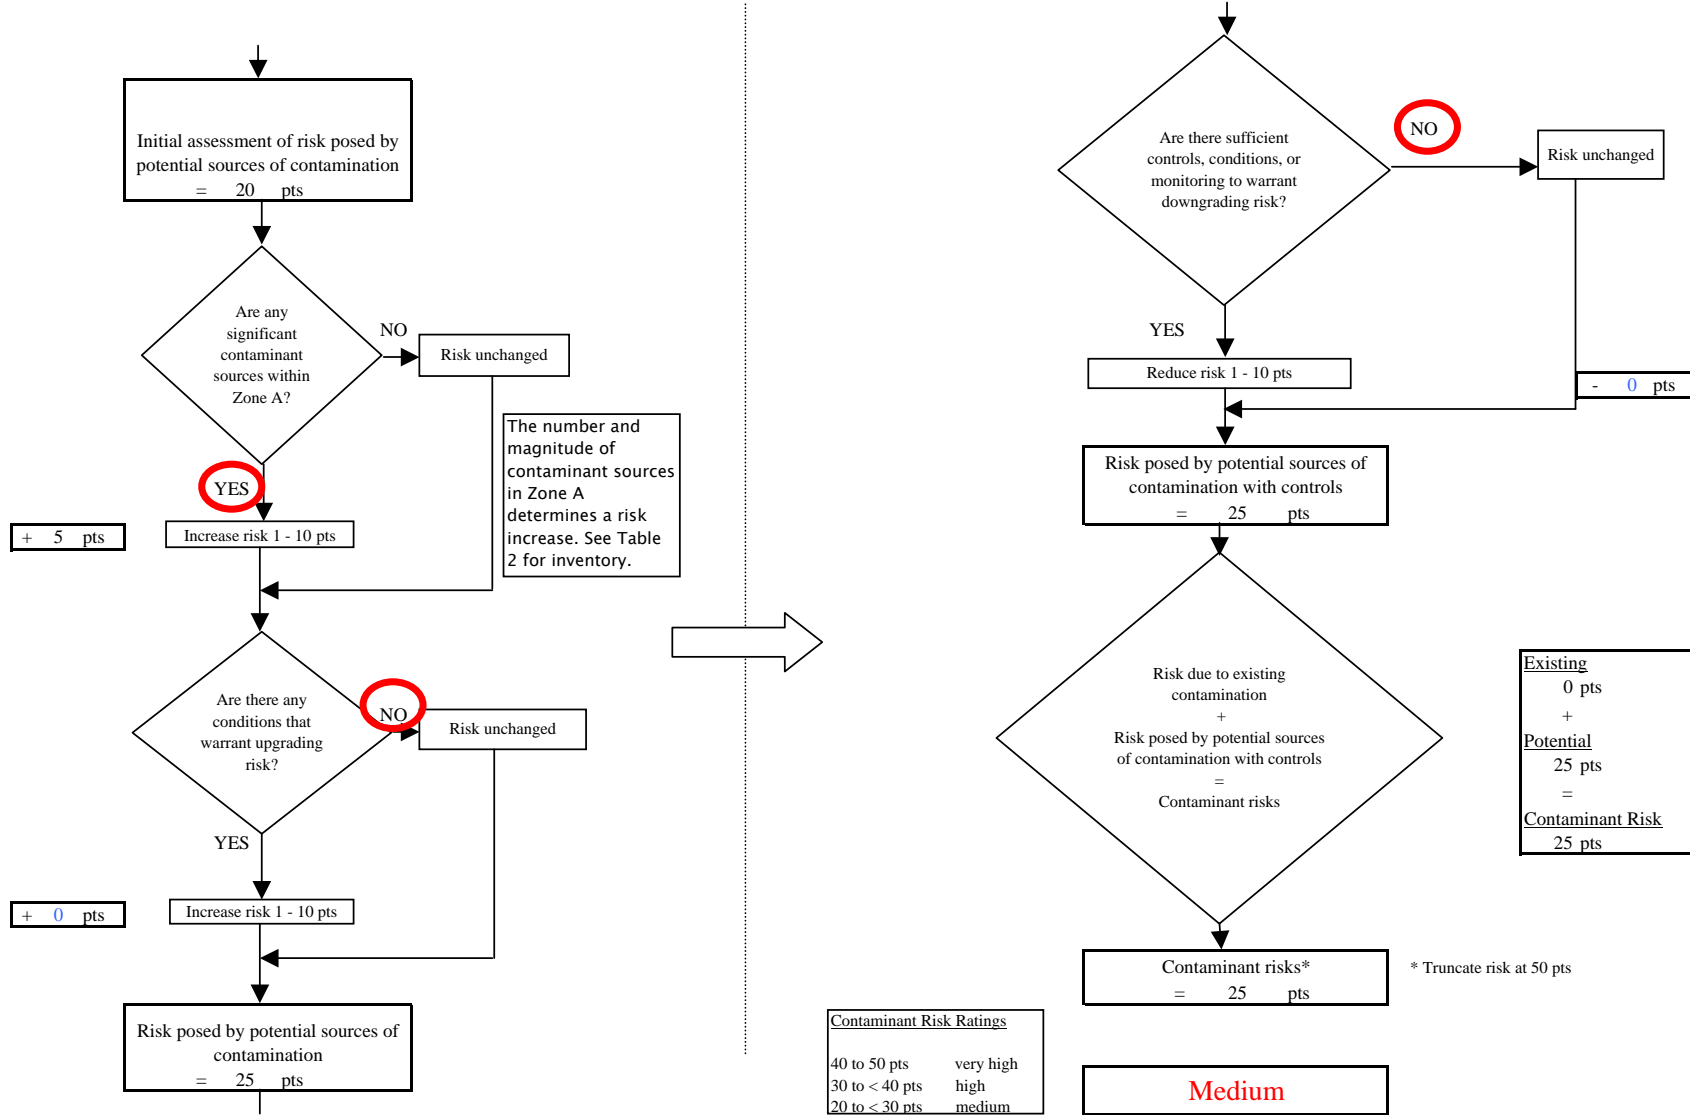 Initial assessment of risk posed by
potential sources of contamination
= 20 pts
Are any
significant
contaminant
sources within
Zone A?
NO
Risk unchanged
YES
The number and
magnitude of
contaminant sources
in Zone A
determines a risk
increase. See Table
2 for inventory.
+ 5 pts
Increase risk 1 - 10 pts
Are there any
conditions that
warrant upgrading
risk?
NO
Risk unchanged
YES
+ 0 pts
Increase risk 1 - 10 pts
Risk posed by potential sources of
contamination
= 25 pts
Are there sufficient
controls, conditions, or
monitoring to warrant
downgrading risk?
NO
Risk unchanged
YES
Reduce risk 1 - 10 pts
- 0 pts
Risk posed by potential sources of
contamination with controls
= 25 pts
Risk due to existing
contamination
+
Risk posed by potential sources
of contamination with controls
=
Contaminant risks
Existing
0 pts
+
Potential
25 pts
=
Contaminant Risk
25 pts
Contaminant risks*
= 25 pts
* Truncate risk at 50 pts
Contaminant Risk Ratings
40 to 50 pts very high
30 to < 40 pts high
20 to < 30 pts medium
Medium